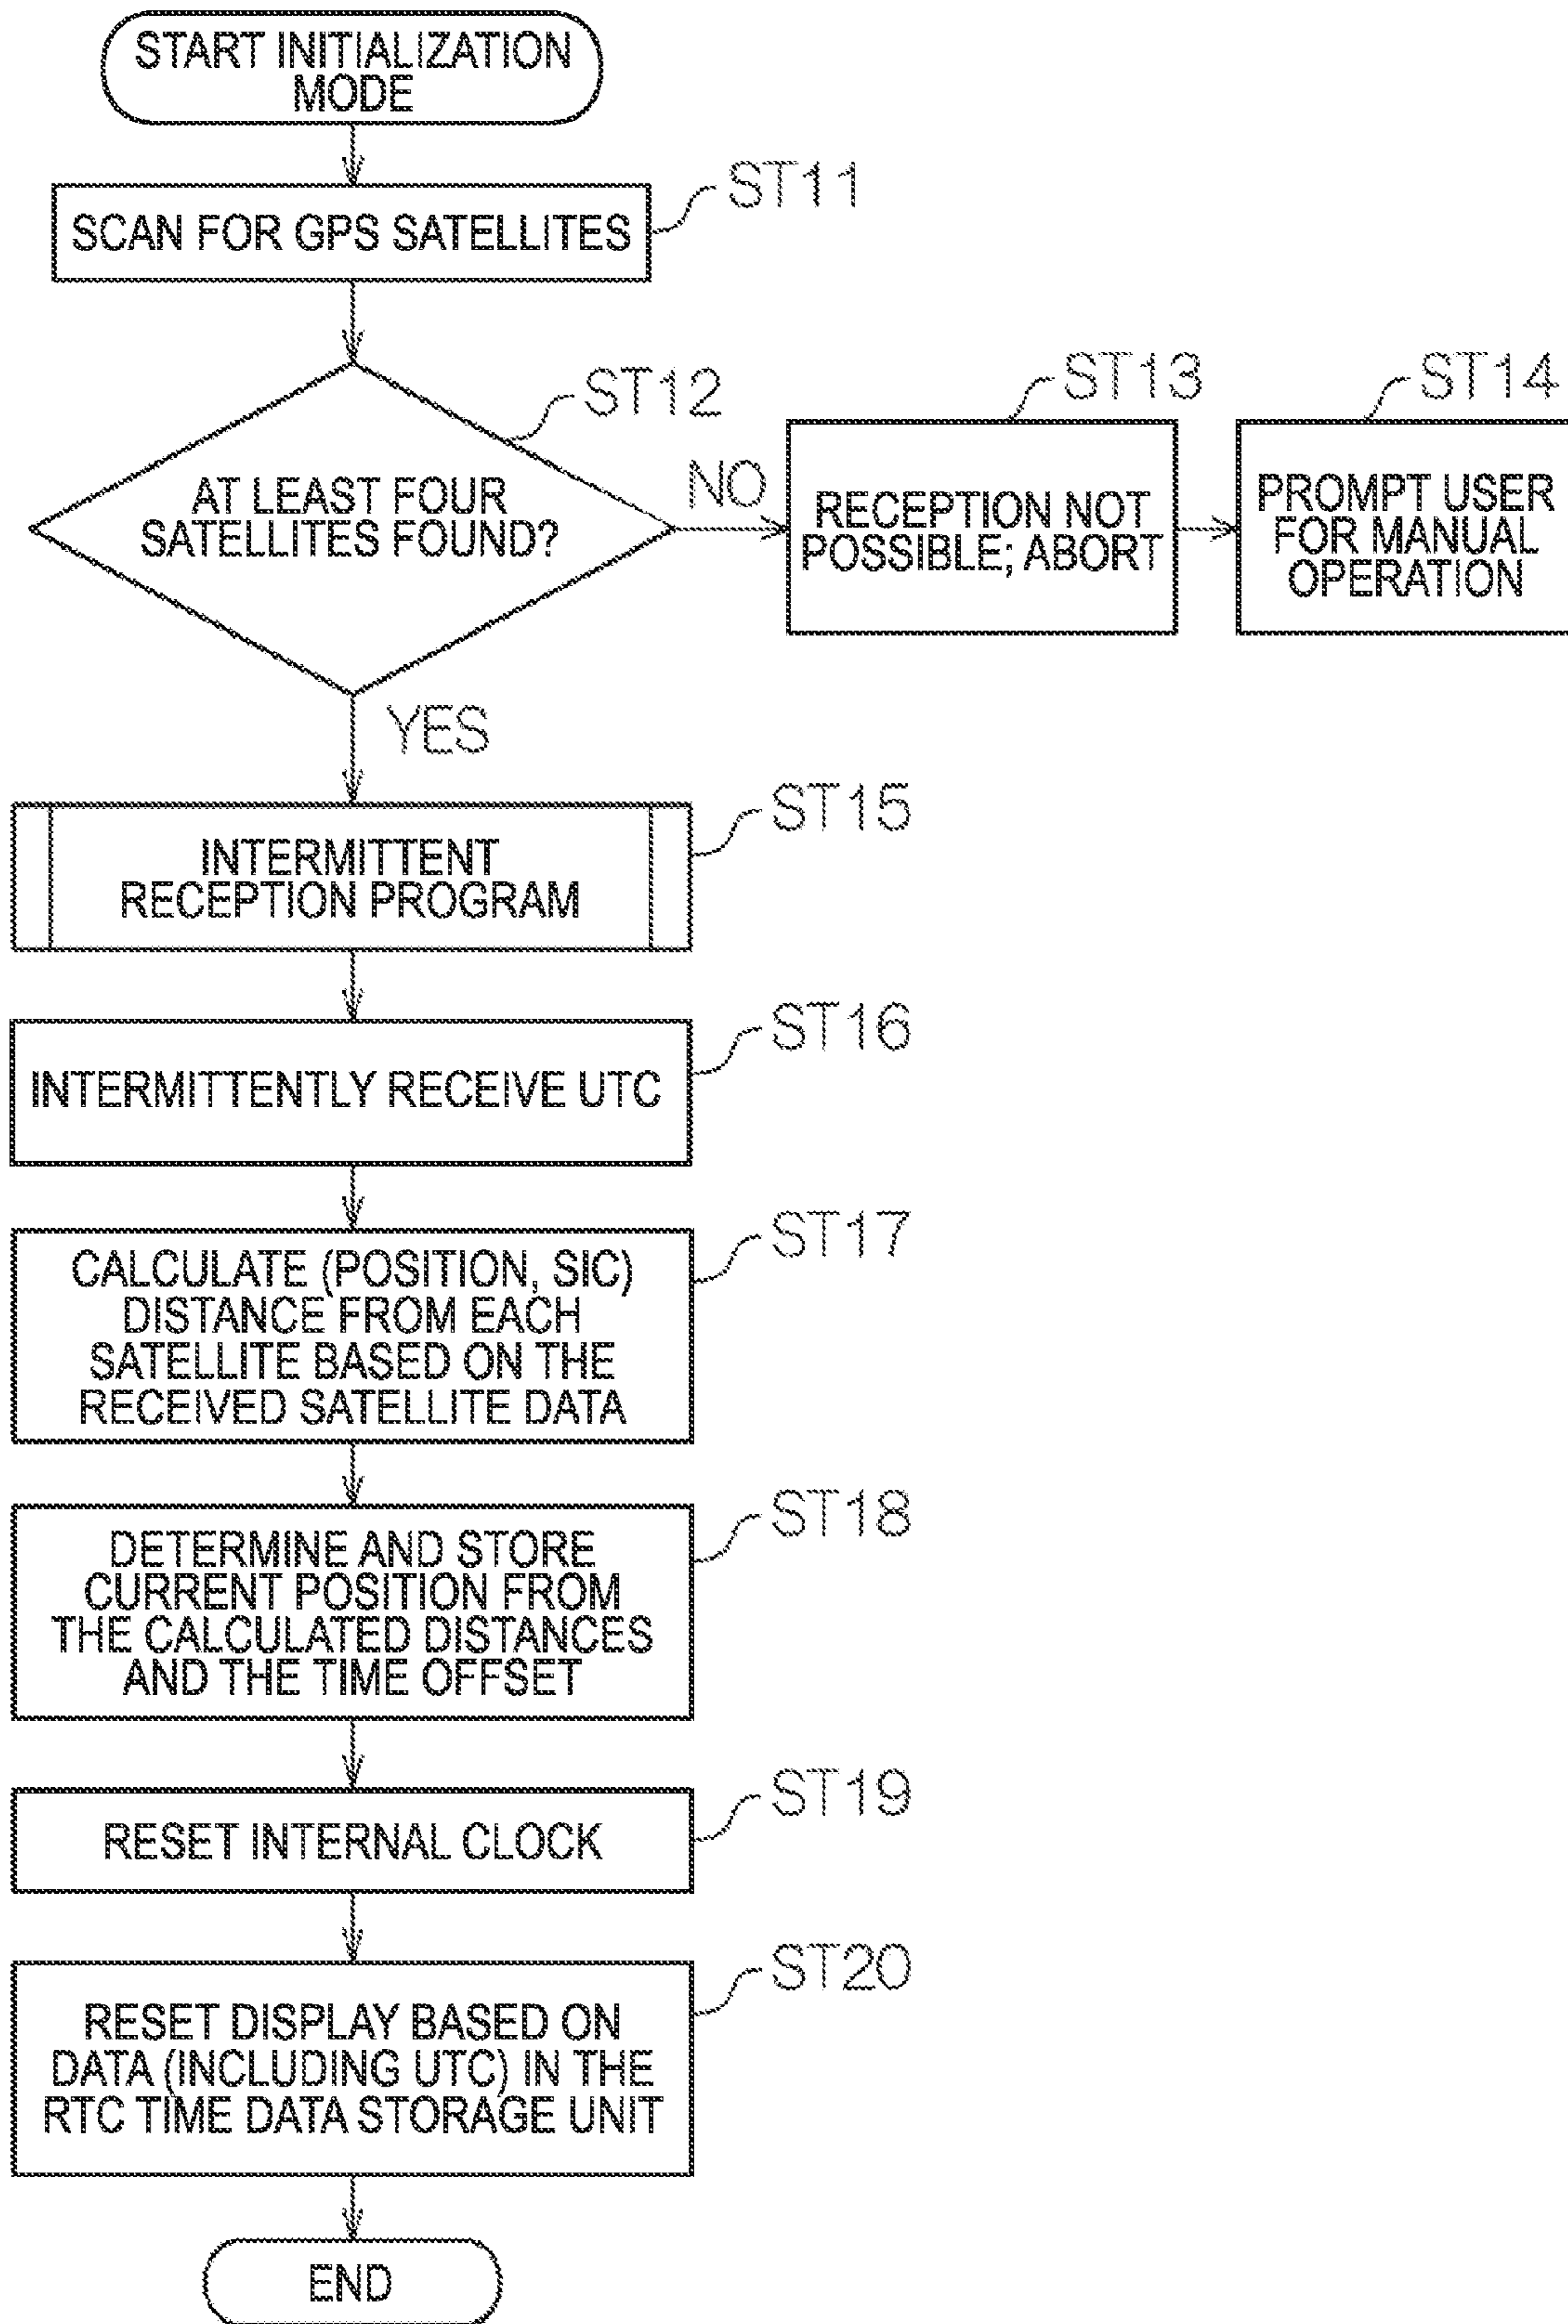 START INITIALIZATION
MODE
ST11
SCAN FOR GPS SATELLITES
ST12
AT LEAST FOUR
SATELLITES FOUND?
NO
ST13
RECEPTION NOT
POSSIBLE; ABORT
ST14
PROMPT USER
FOR MANUAL
OPERATION
YES
ST15
INTERMITTENT
RECEPTION PROGRAM
ST16
INTERMITTENTLY RECEIVE UTC
ST17
CALCULATE (POSITION, SIC)
DISTANCE FROM EACH
SATELLITE BASED ON THE
RECEIVED SATELLITE DATA
ST18
DETERMINE AND STORE
CURRENT POSITION FROM
THE CALCULATED DISTANCES
AND THE TIME OFFSET
ST19
RESET INTERNAL CLOCK
ST20
RESET DISPLAY BASED ON
DATA (INCLUDING UTC) IN THE
RTC TIME DATA STORAGE UNIT
END